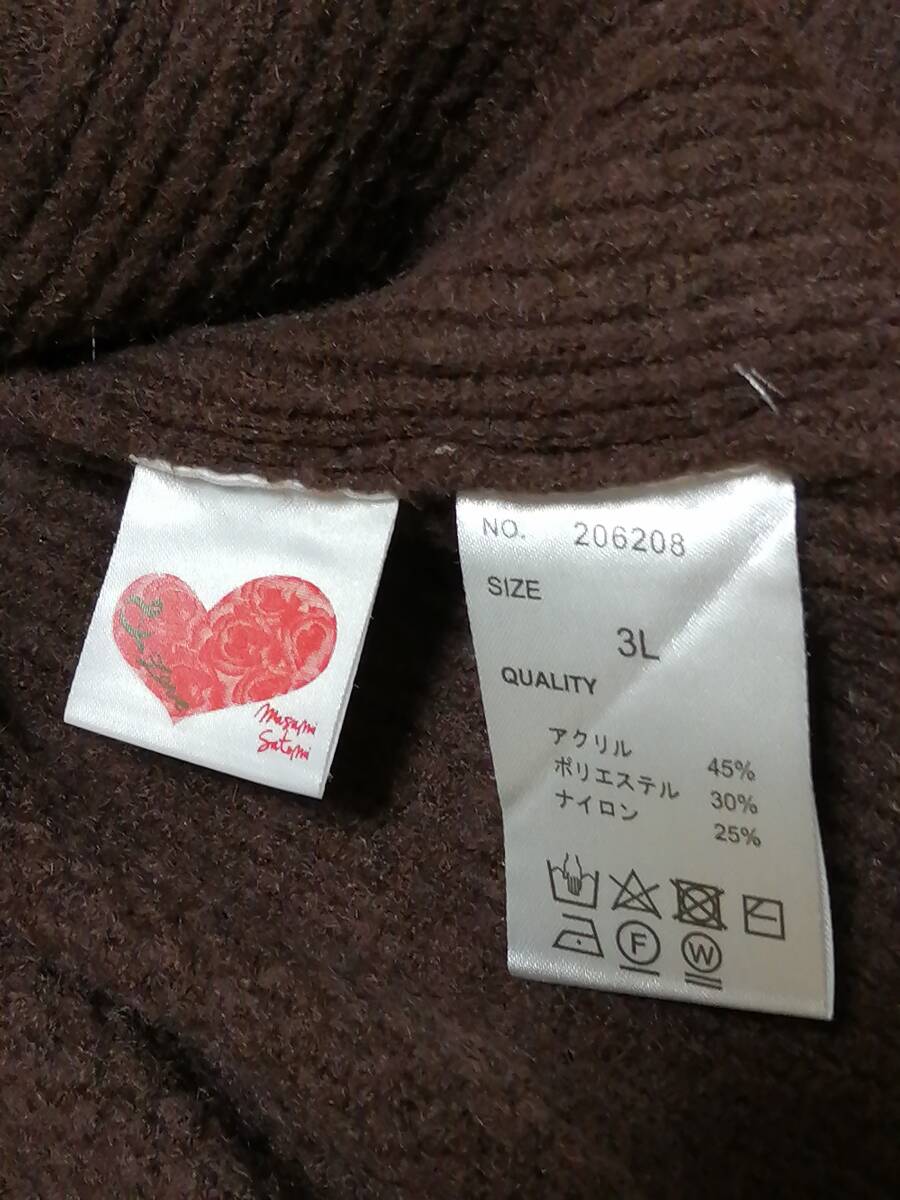 Masami
Satomi
NO. 206208
SIZE
3L
QUALITY
アクリル 45%
ポリエステル 30%
ナイロン 25%
F
W